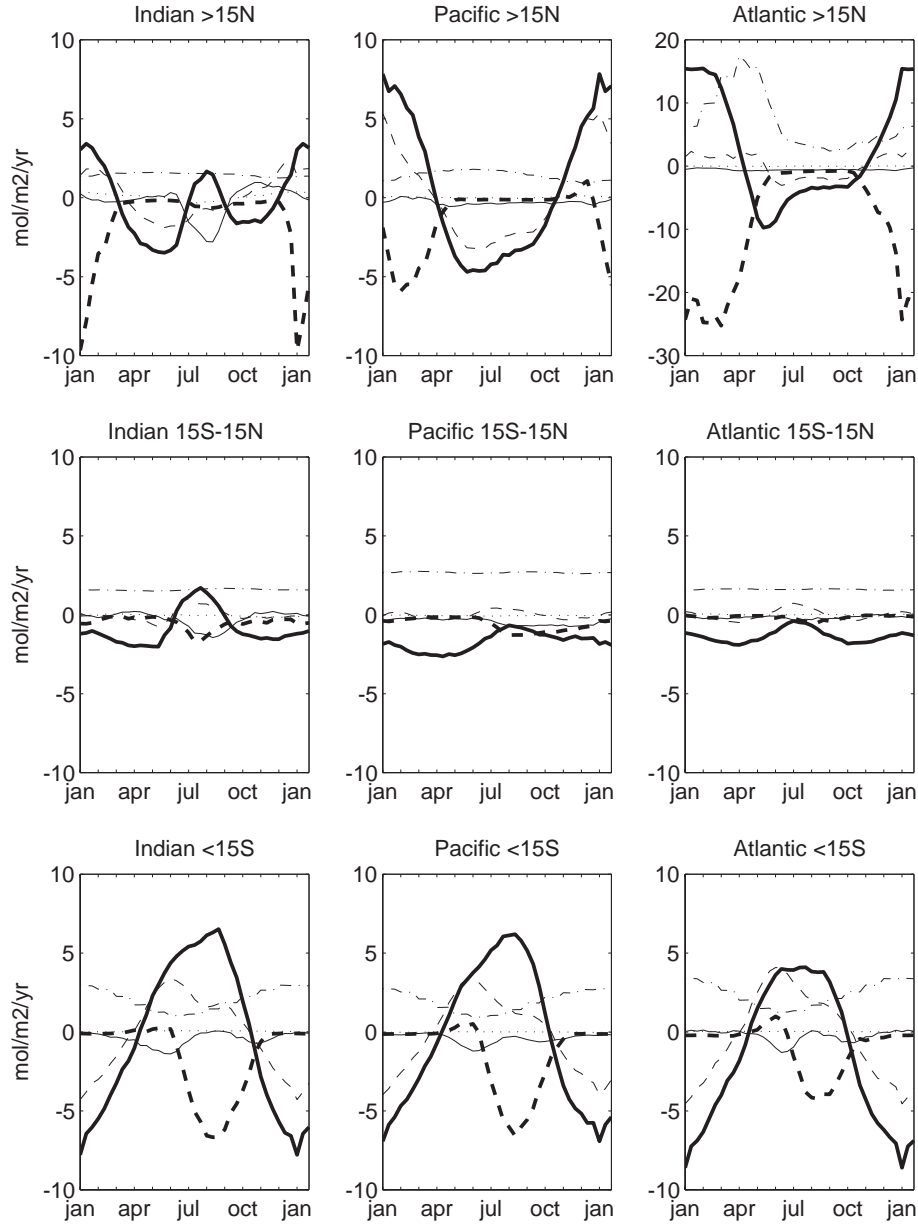 Indian >15N
Pacific >15N
Atlantic >15N
10
5
0
-5
-10
mol/m2/yr
jan apr jul oct jan
10
5
0
-5
-10
jan apr jul oct jan
20
10
0
-10
-20
-30
jan apr jul oct jan
Indian 15S-15N
Pacific 15S-15N
Atlantic 15S-15N
10
5
0
-5
-10
mol/m2/yr
jan apr jul oct jan
10
5
0
-5
-10
jan apr jul oct jan
10
5
0
-5
-10
jan apr jul oct jan
Indian <15S
Pacific <15S
Atlantic <15S
10
5
0
-5
-10
mol/m2/yr
jan apr jul oct jan
10
5
0
-5
-10
jan apr jul oct jan
10
5
0
-5
-10
jan apr jul oct jan